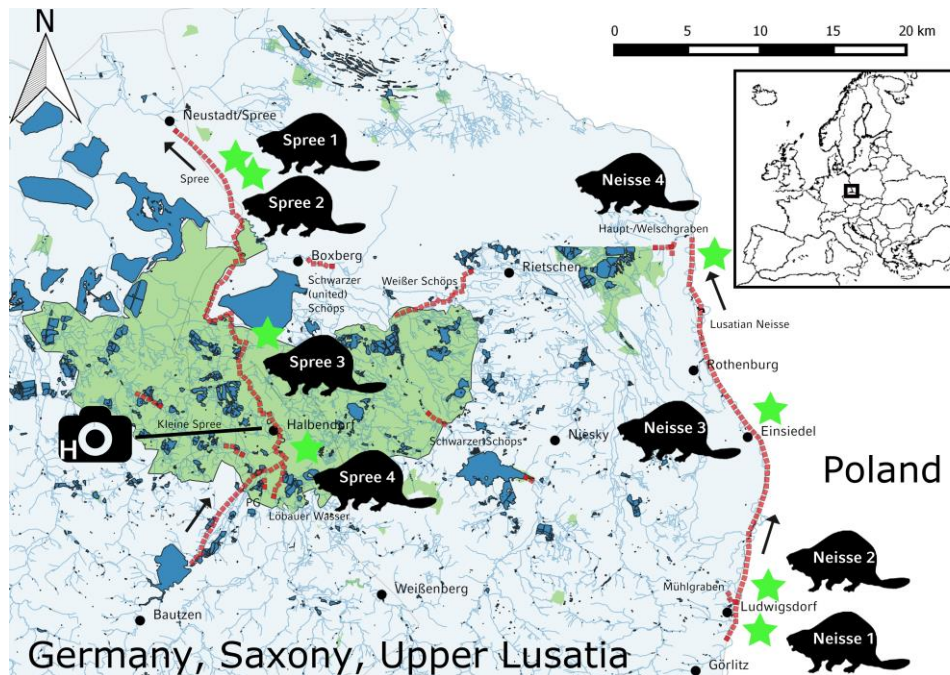 N
0 5 10 15 20 km
Neustadt/Spree
Spree 1
Spree
Spree 2
Neisse 4
Haupt-/Welschgraben
Boxberg
Rietschen
Schwarzer
(united)
Schöps
Weißer Schöps
Lusatian Neisse
Spree 3
Rothenburg
Kleine Spree
Halbendorf
H
Schwarzer Schöps
Niesky
Neisse 3
Einsiedel
Poland
Spree 4
PG
Löbauer Wasser
Neisse 2
Mühlgraben
Weißenberg
Ludwigsdorf
Bautzen
Neisse 1
Germany, Saxony, Upper Lusatia
Görlitz